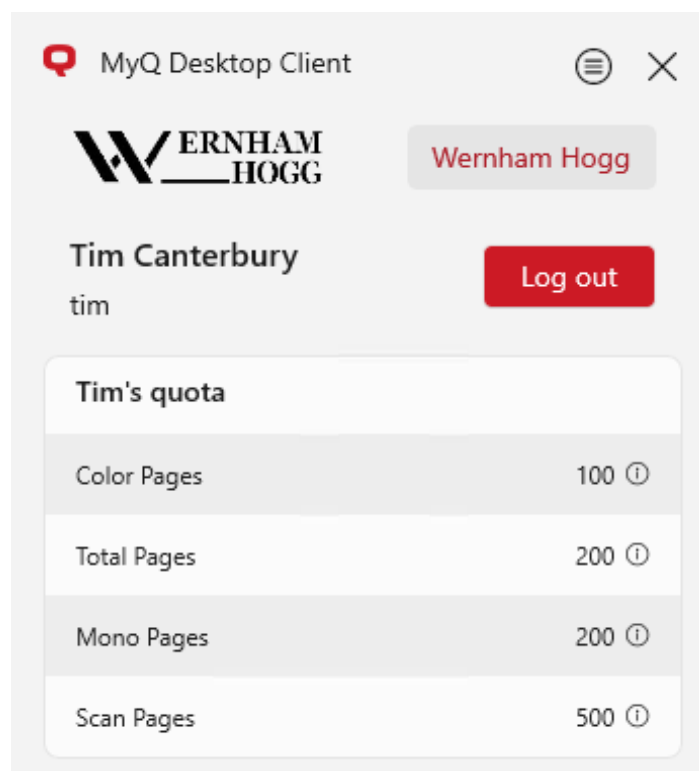 MyQ Desktop Client
WERNHAM
HOGG
Wernham Hogg
Tim Canterbury
Log out
tim
Tim's quota
Color Pages 100
Total Pages 200
Mono Pages 200
Scan Pages 500